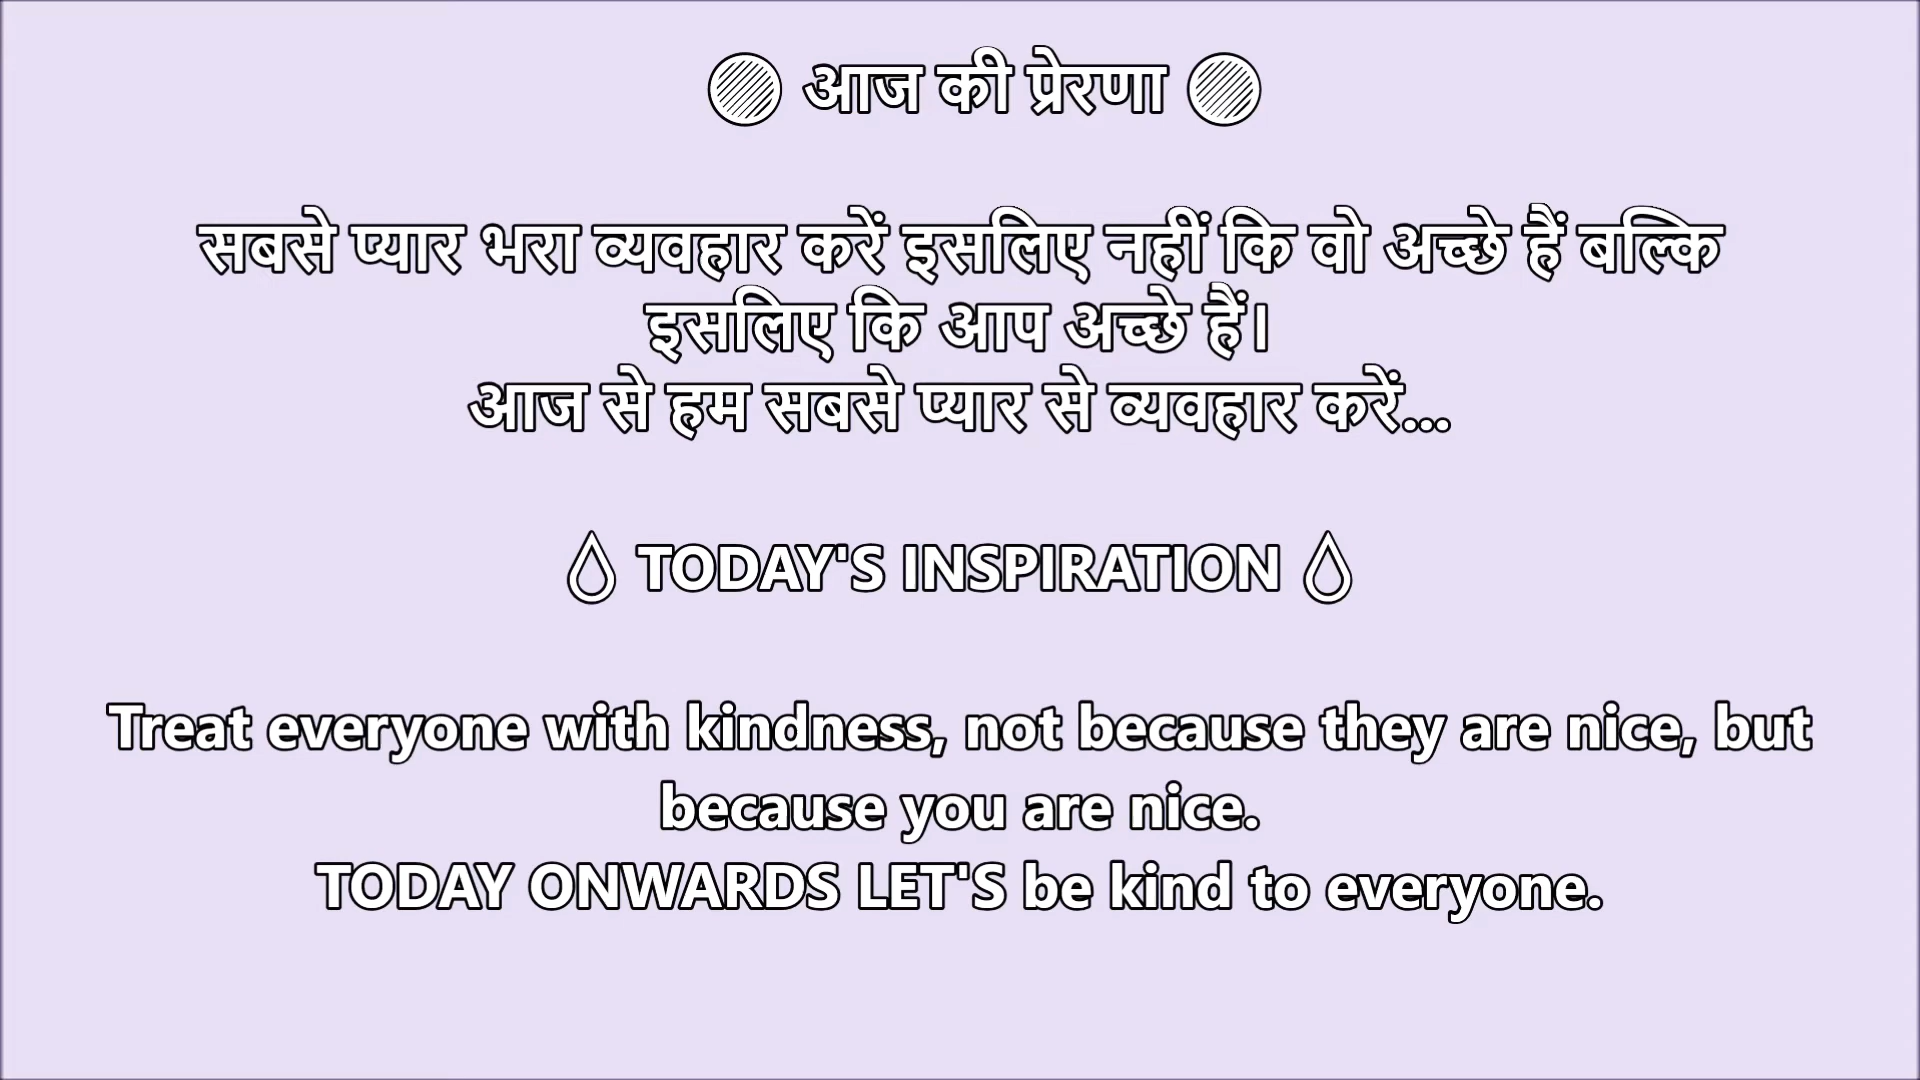 आज की प्रेरणा
सबसे प्यार भरा व्यवहार करें इसलिए नहीं कि वो अच्छे हैं बल्कि
इसलिए कि आप अच्छे हैं।
आज से हम सबसे प्यार से व्यवहार करें...
TODAY'S INSPIRATION
Treat everyone with kindness, not because they are nice, but
because you are nice.
TODAY ONWARDS LET'S be kind to everyone.